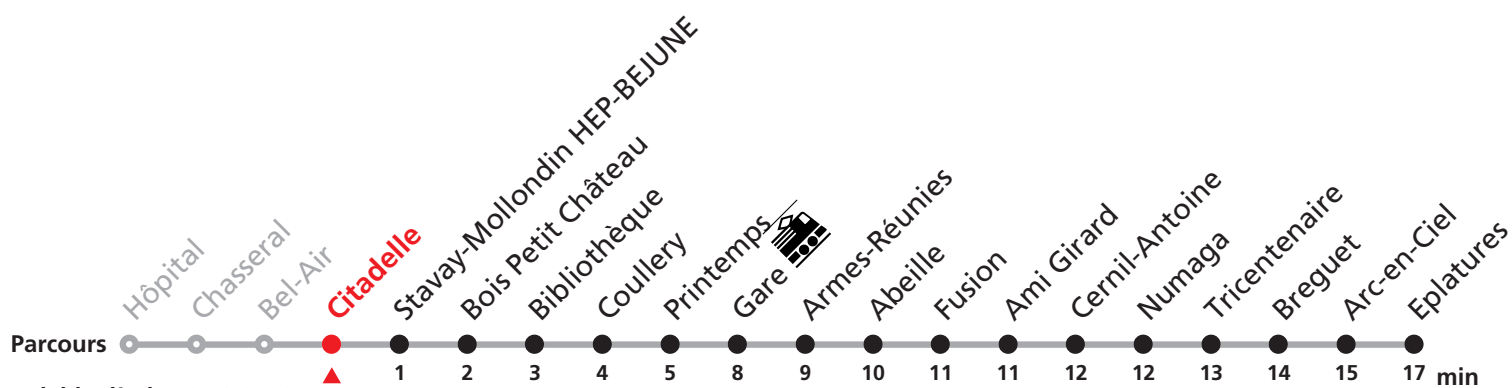 Hôpital
Chasseral
Bel-Air
Citadelle
Stavay-Mollondin HEP-BEJUNE
Bois Petit Château
Bibliothèque
Coullery
Printemps
Gare
Armes-Réunies
Abeille
Fusion
Ami Girard
Cernil-Antoine
Numaga
Tricentenaire
Breguet
Arc-en-Ciel
Eplatures
Parcours
1 2 3 4 5 8 9 10 11 11 12 12 13 14 15 17 min